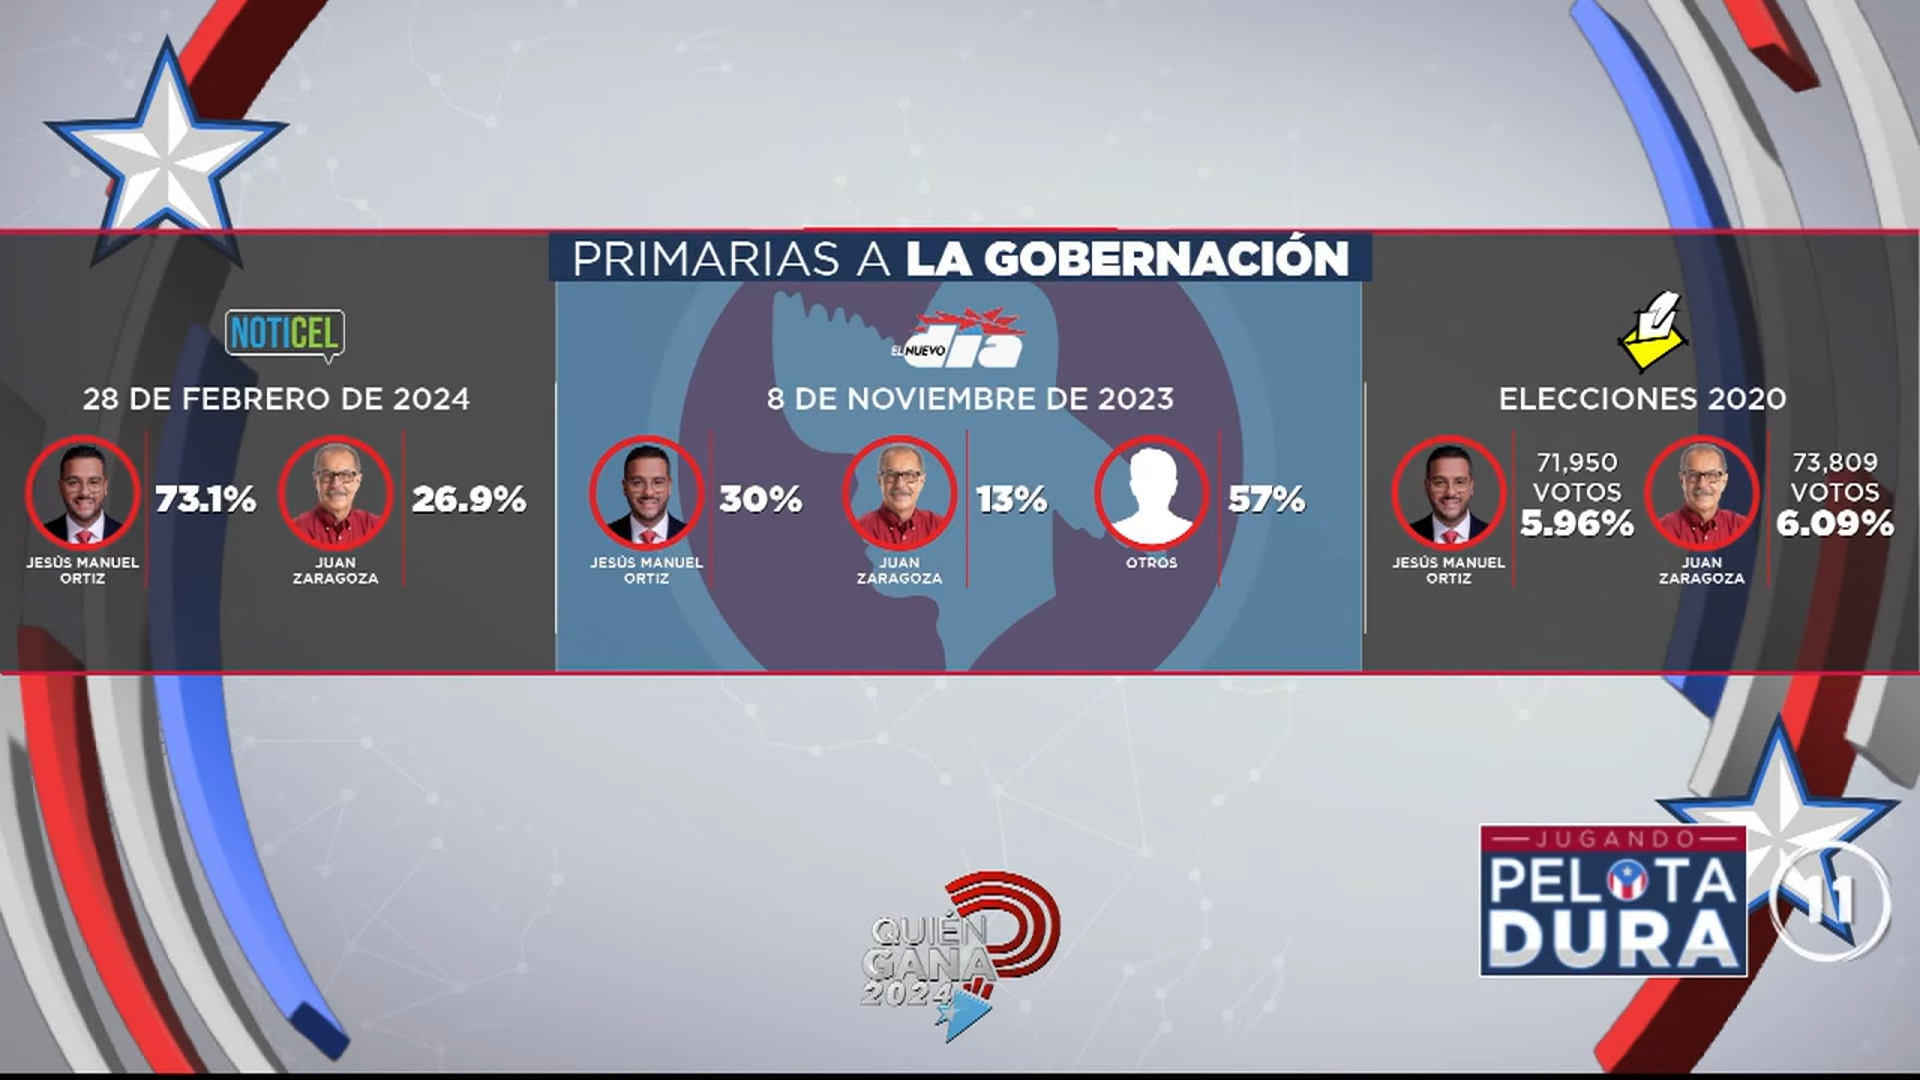 PRIMARIAS A LA GOBERNACIÓN
NOTICEL
28 DE FEBRERO DE 2024
JESÚS MANUEL
ORTIZ
73.1%
JUAN
ZARAGOZA
26.9%
EL NUEVO
día
8 DE NOVIEMBRE DE 2023
JESÚS MANUEL
ORTIZ
30%
JUAN
ZARAGOZA
13%
OTROS
57%
ELECCIONES 2020
JESÚS MANUEL
ORTIZ
71,950
VOTOS
5.96%
JUAN
ZARAGOZA
73,809
VOTOS
6.09%
QUIÉN
GANA
2024
JUGANDO
PELOTA
DURA
11